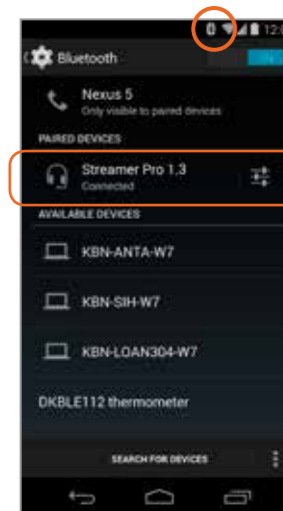 Bluetooth
Nexus 5
Only visible to paired devices
PAIRED DEVICES
Streamer Pro 1.3
Connected
AVAILABLE DEVICES
KBN-ANTA-W7
KBN-SIH-W7
KBN-LOAN304-W7
DKBLE112 thermometer
SEARCH FOR DEVICES